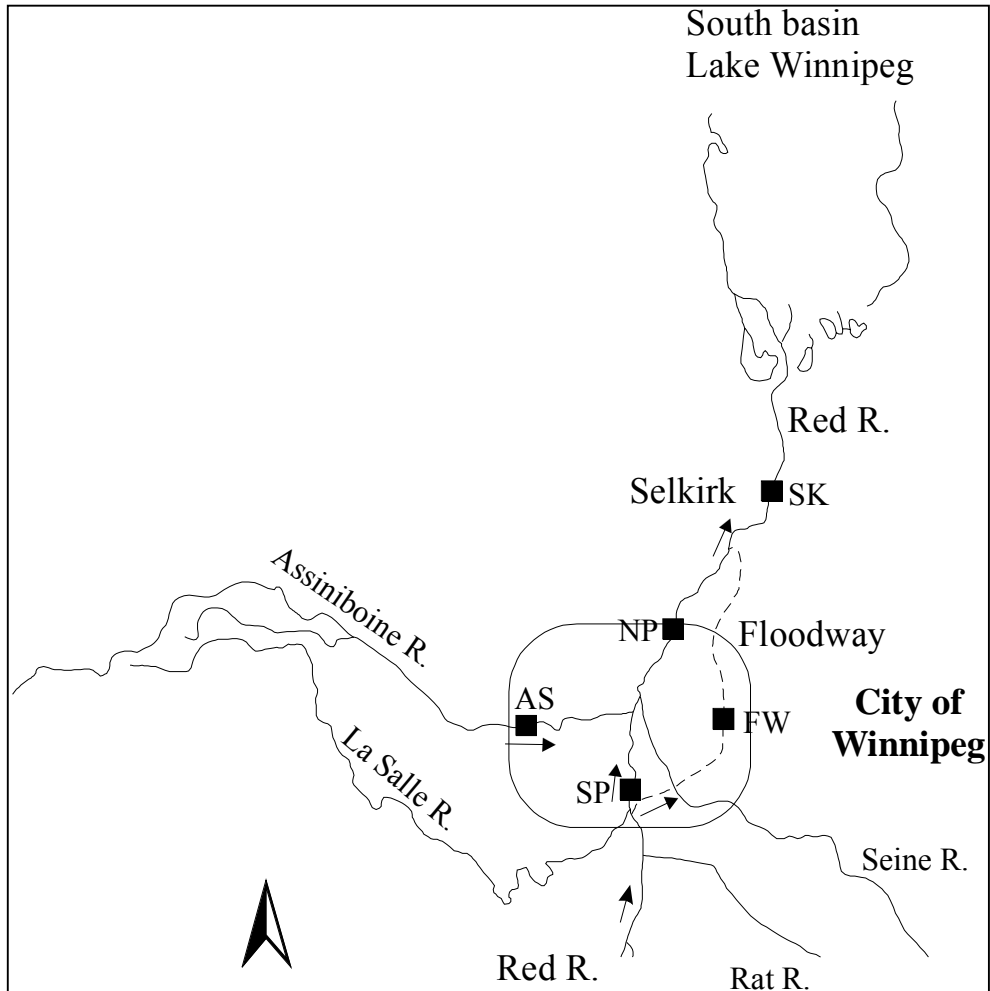 South basin
Lake Winnipeg
Red R.
Selkirk
SK
Assiniboine R.
NP
Floodway
AS
City of
Winnipeg
FW
La Salle R.
SP
Seine R.
Red R.
Rat R.